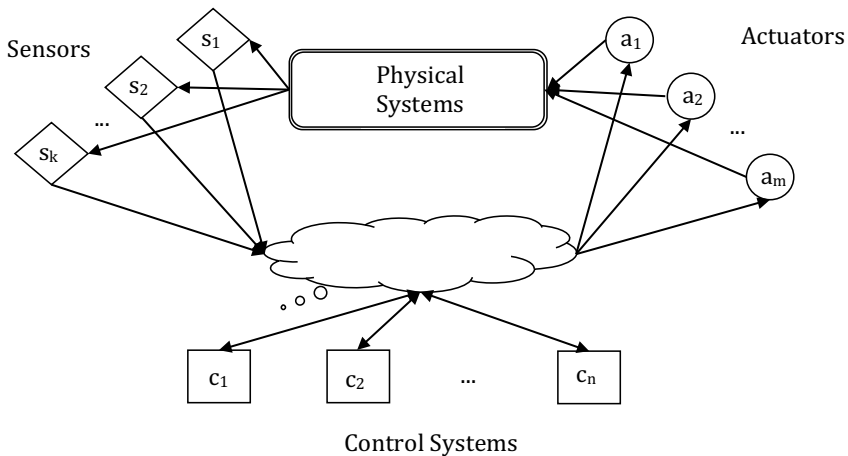 Sensors
s1
Physical
Systems
a1
Actuators
s2
a2
...
...
sk
am
c1
c2
...
cn
Control Systems